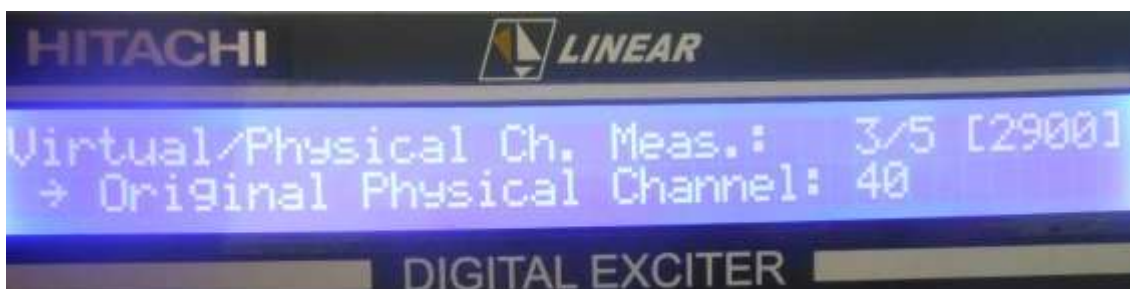 HITACHI LINEAR
Virtual/Physical Ch. Meas.: 3/5 [2900]
→ Original Physical Channel: 40
DIGITAL EXCITER